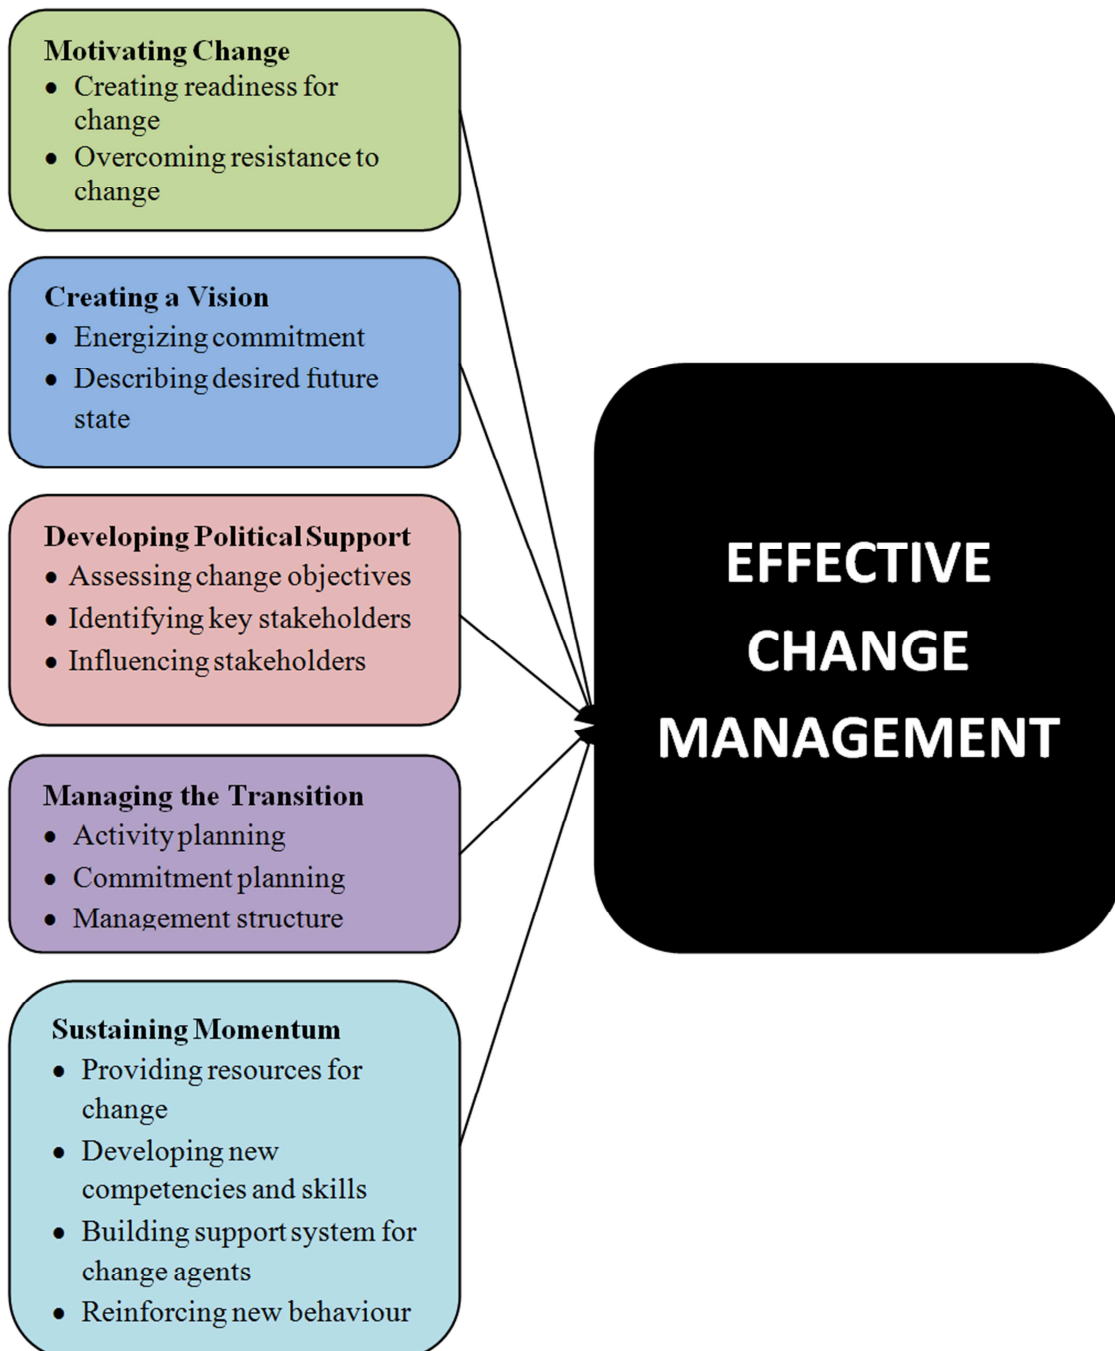 Motivating Change
• Creating readiness for
change
• Overcoming resistance to
change
Creating a Vision
• Energizing commitment
• Describing desired future
state
Developing Political Support
• Assessing change objectives
• Identifying key stakeholders
• Influencing stakeholders
Managing the Transition
• Activity planning
• Commitment planning
• Management structure
Sustaining Momentum
• Providing resources for
change
• Developing new
competencies and skills
• Building support system for
change agents
• Reinforcing new behaviour
EFFECTIVE
CHANGE
MANAGEMENT